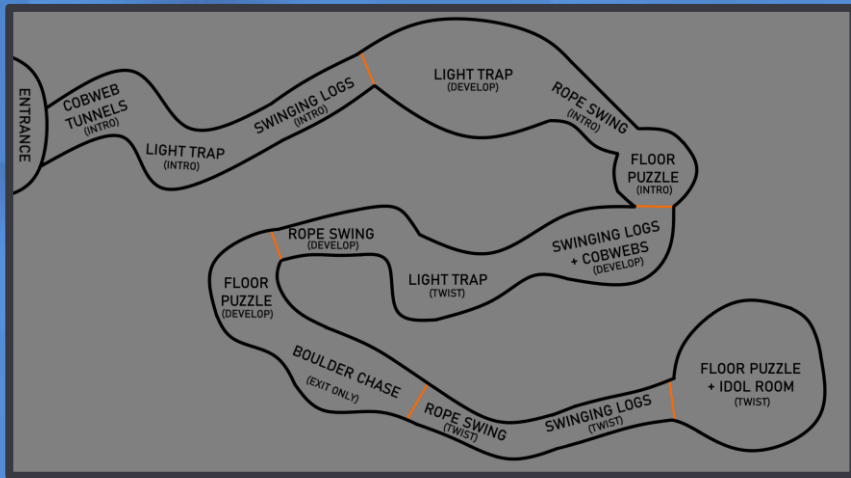 ENTRANCE
COBWEB
TUNNELS
(INTRO)
LIGHT TRAP
(INTRO)
SWINGING LOGS
(INTRO)
LIGHT TRAP
(DEVELOP)
ROPE SWING
(INTRO)
FLOOR
PUZZLE
(INTRO)
SWINGING LOGS
+ COBWEBS
(DEVELOP)
LIGHT TRAP
(TWIST)
ROPE SWING
(DEVELOP)
FLOOR
PUZZLE
(DEVELOP)
BOULDER CHASE
(EXIT ONLY)
ROPE SWING
(TWIST)
SWINGING LOGS
(TWIST)
FLOOR PUZZLE
+ IDOL ROOM
(TWIST)